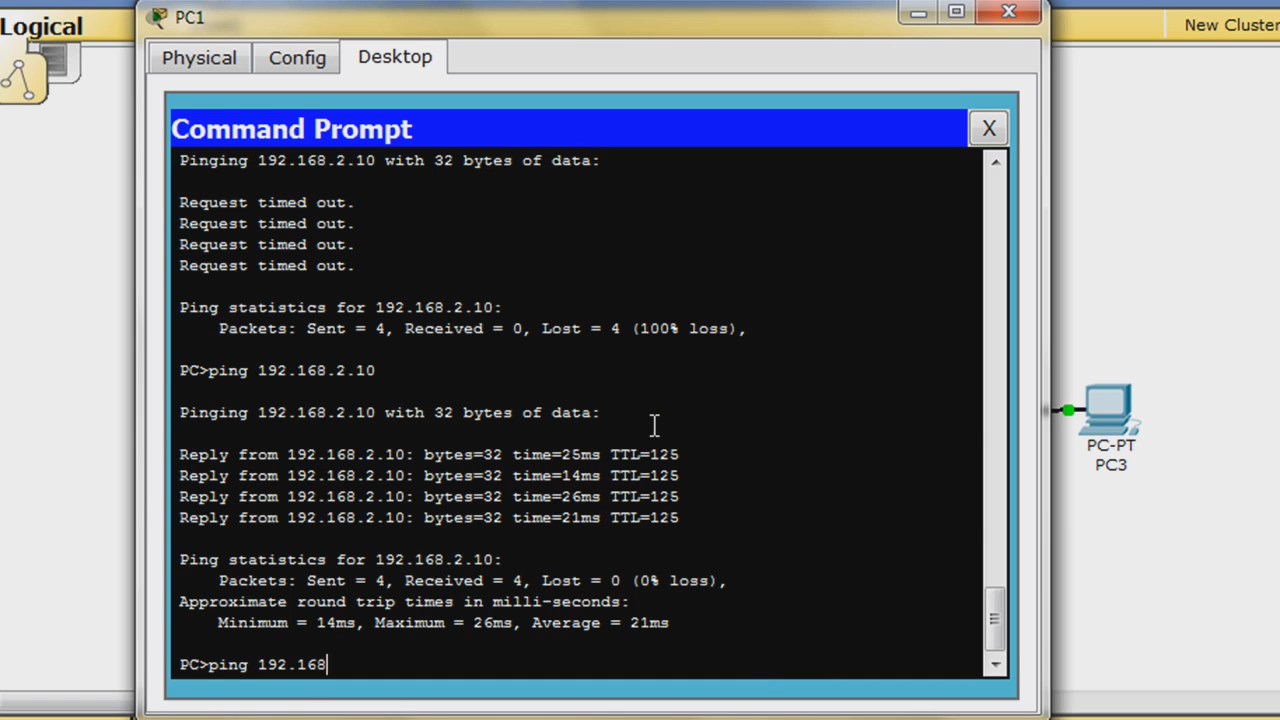 Logical
PC1
New Cluster
Physical
Config
Desktop
Command Prompt
X
Pinging 192.168.2.10 with 32 bytes of data:
Request timed out.
Request timed out.
Request timed out.
Request timed out.
Ping statistics for 192.168.2.10:
Packets: Sent = 4, Received = 0, Lost = 4 (100% loss),
PC>ping 192.168.2.10
Pinging 192.168.2.10 with 32 bytes of data:
Reply from 192.168.2.10: bytes=32 time=25ms TTL=125
Reply from 192.168.2.10: bytes=32 time=14ms TTL=125
Reply from 192.168.2.10: bytes=32 time=26ms TTL=125
Reply from 192.168.2.10: bytes=32 time=21ms TTL=125
Ping statistics for 192.168.2.10:
Packets: Sent = 4, Received = 4, Lost = 0 (0% loss),
Approximate round trip times in milli-seconds:
Minimum = 14ms, Maximum = 26ms, Average = 21ms
PC>ping 192.168
PC-PT
PC3